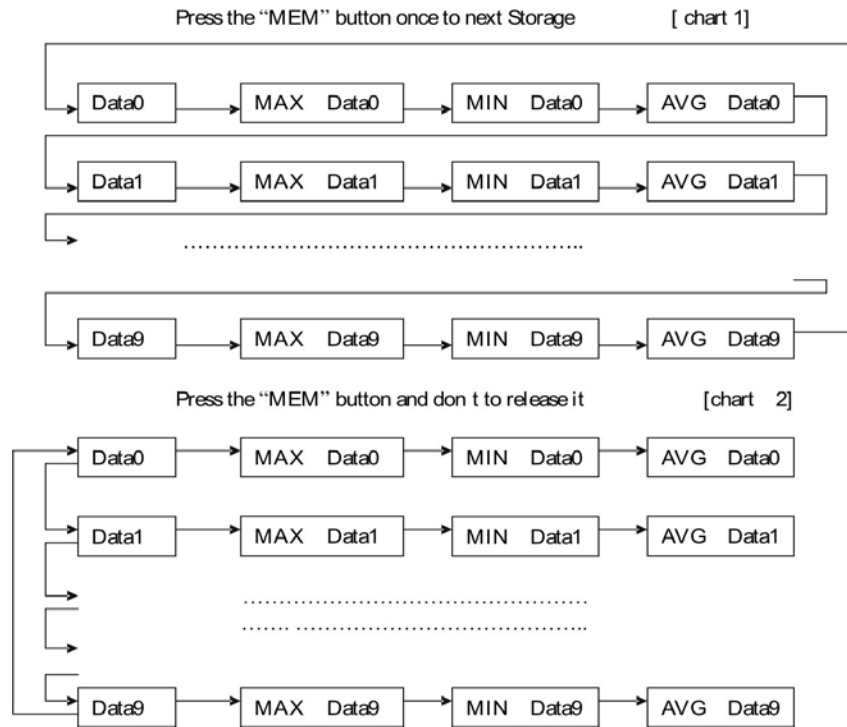 Press the “MEM” button once to next Storage [ chart 1]
Data0 MAX Data0 MIN Data0 AVG Data0
Data1 MAX Data1 MIN Data1 AVG Data1
............................................................
Data9 MAX Data9 MIN Data9 AVG Data9
Press the “MEM” button and don t to release it [chart 2]
Data0 MAX Data0 MIN Data0 AVG Data0
Data1 MAX Data1 MIN Data1 AVG Data1
....................................................
....... ............................................
Data9 MAX Data9 MIN Data9 AVG Data9